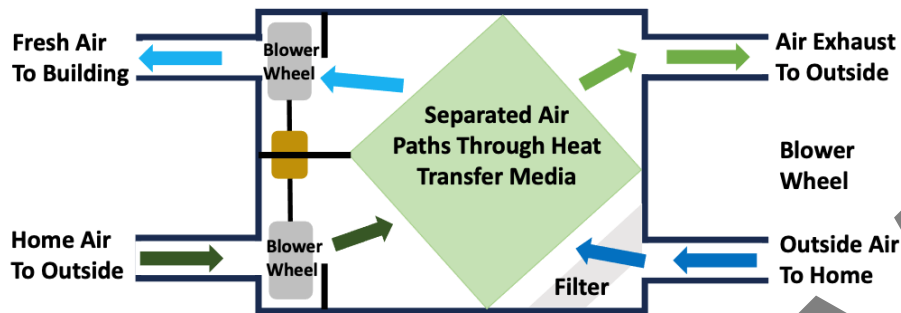 Fresh Air
To Building
Blower
Wheel
Air Exhaust
To Outside
Separated Air
Paths Through Heat
Transfer Media
Blower
Wheel
Home Air
To Outside
Blower
Wheel
Filter
Outside Air
To Home